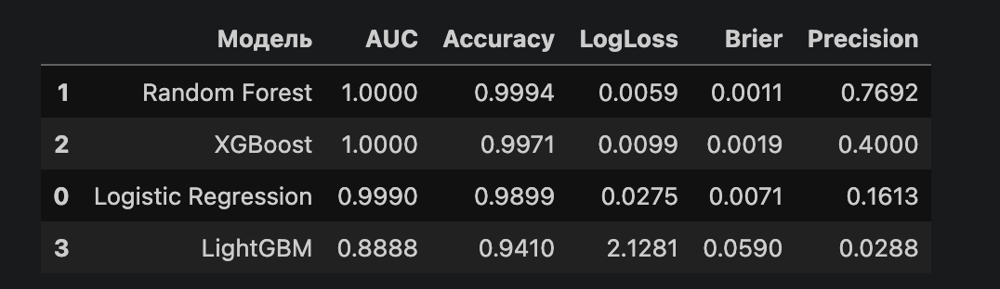 Модель AUC Accuracy LogLoss Brier Precision
1 Random Forest 1.0000 0.9994 0.0059 0.0011 0.7692
2 XGBoost 1.0000 0.9971 0.0099 0.0019 0.4000
0 Logistic Regression 0.9990 0.9899 0.0275 0.0071 0.1613
3 LightGBM 0.8888 0.9410 2.1281 0.0590 0.0288